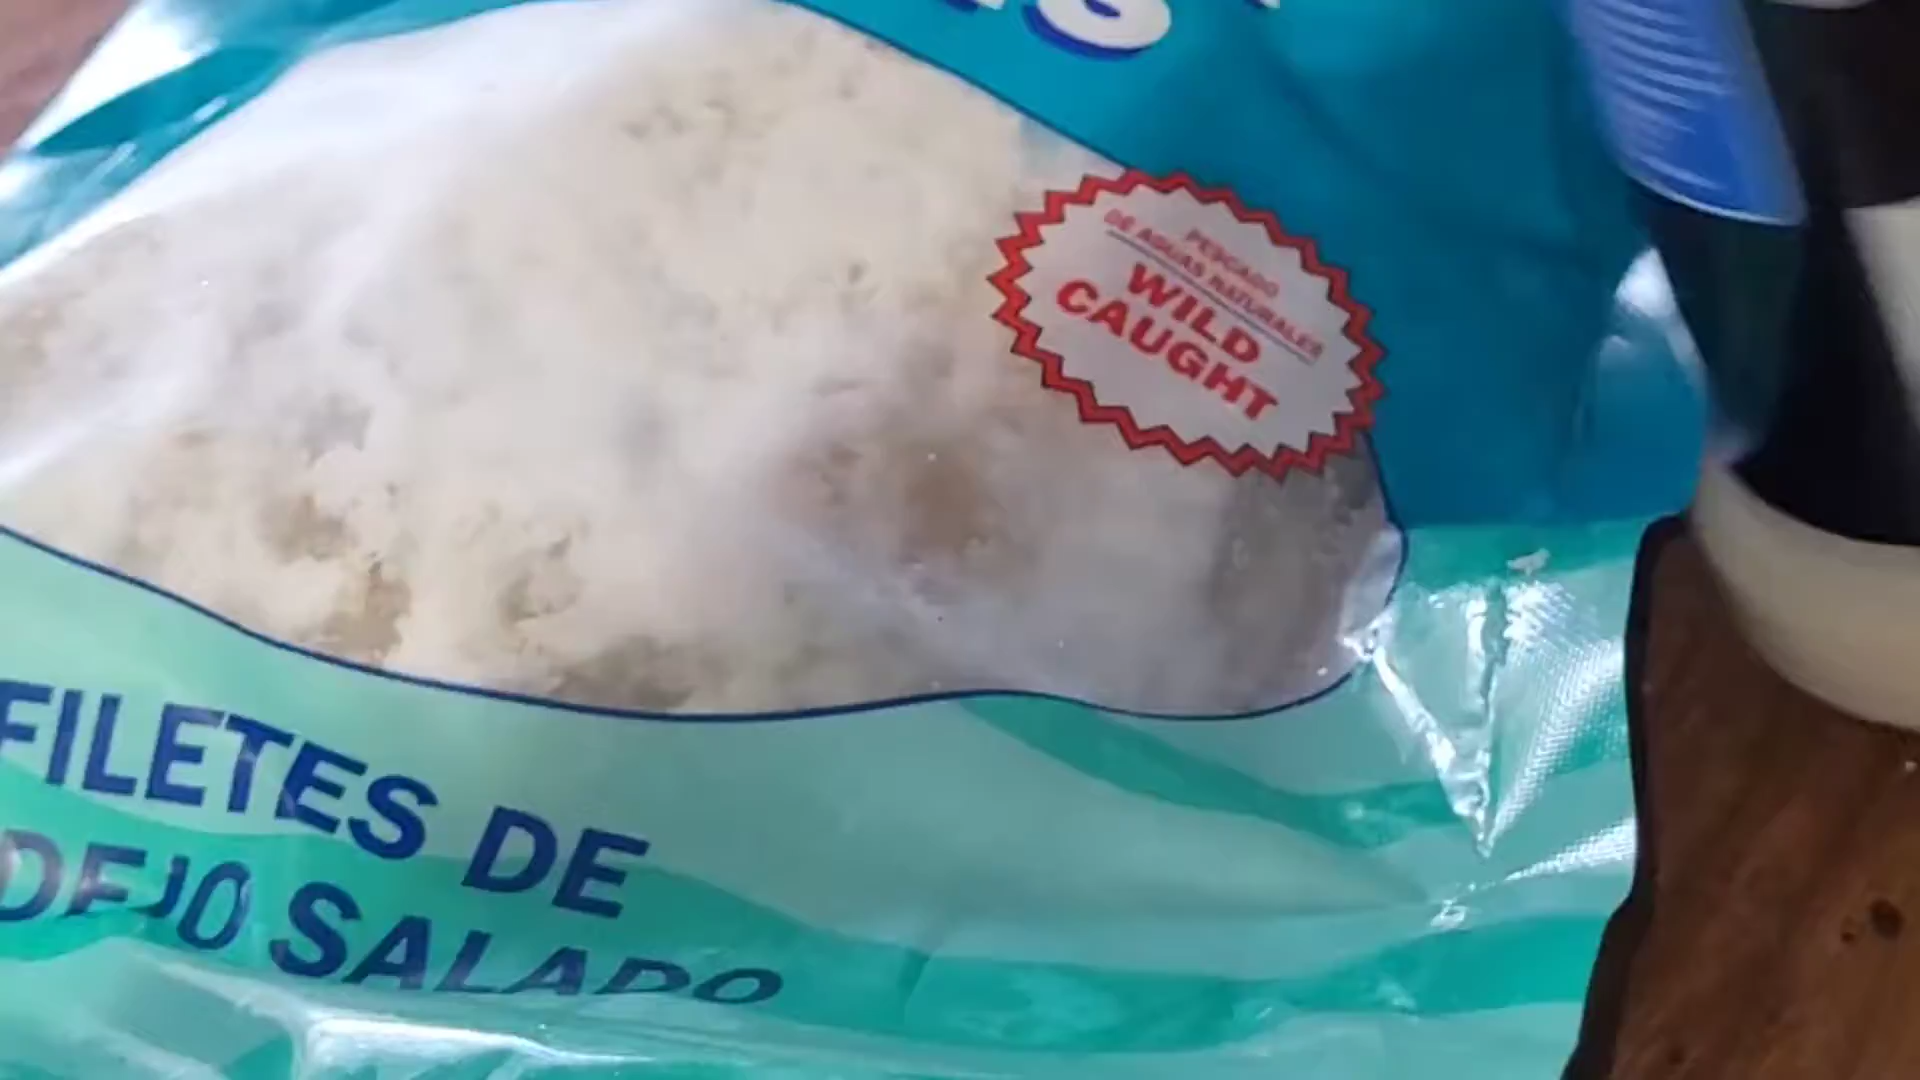 PESCADO
DE AGUAS NATURALES
WILD
CAUGHT
FILETES DE
DEJO SALADO